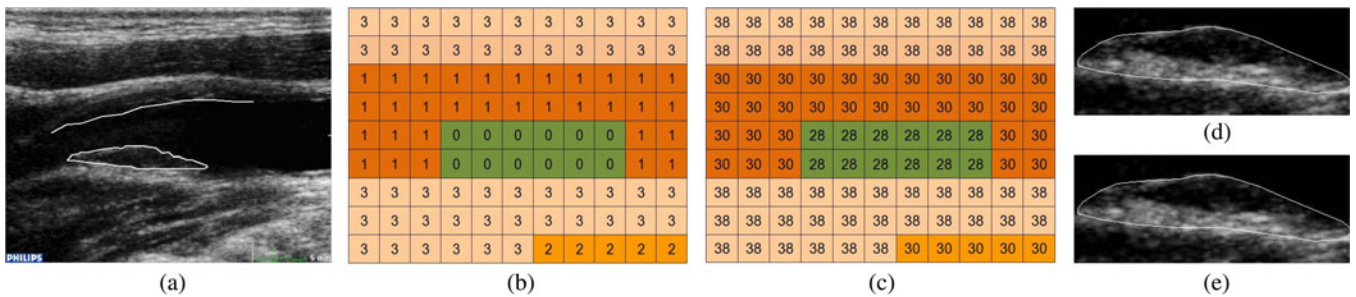 PHILIPS
(a)
3 3 3 3 3 3 3 3 3 3 3
3 3 3 3 3 3 3 3 3 3 3
1 1 1 1 1 1 1 1 1 1 1
1 1 1 1 1 1 1 1 1 1 1
1 1 1 0 0 0 0 0 0 1 1
1 1 1 0 0 0 0 0 0 1 1
3 3 3 3 3 3 3 3 3 3 3
3 3 3 3 3 3 3 3 3 3 3
3 3 3 3 3 3 2 2 2 2 2
(b)
38 38 38 38 38 38 38 38 38 38 38
38 38 38 38 38 38 38 38 38 38 38
30 30 30 30 30 30 30 30 30 30 30
30 30 30 30 30 30 30 30 30 30 30
30 30 30 28 28 28 28 28 28 30 30
30 30 30 28 28 28 28 28 28 30 30
38 38 38 38 38 38 38 38 38 38 38
38 38 38 38 38 38 38 38 38 38 38
38 38 38 38 38 38 30 30 30 30 30
(c)
(d)
(e)